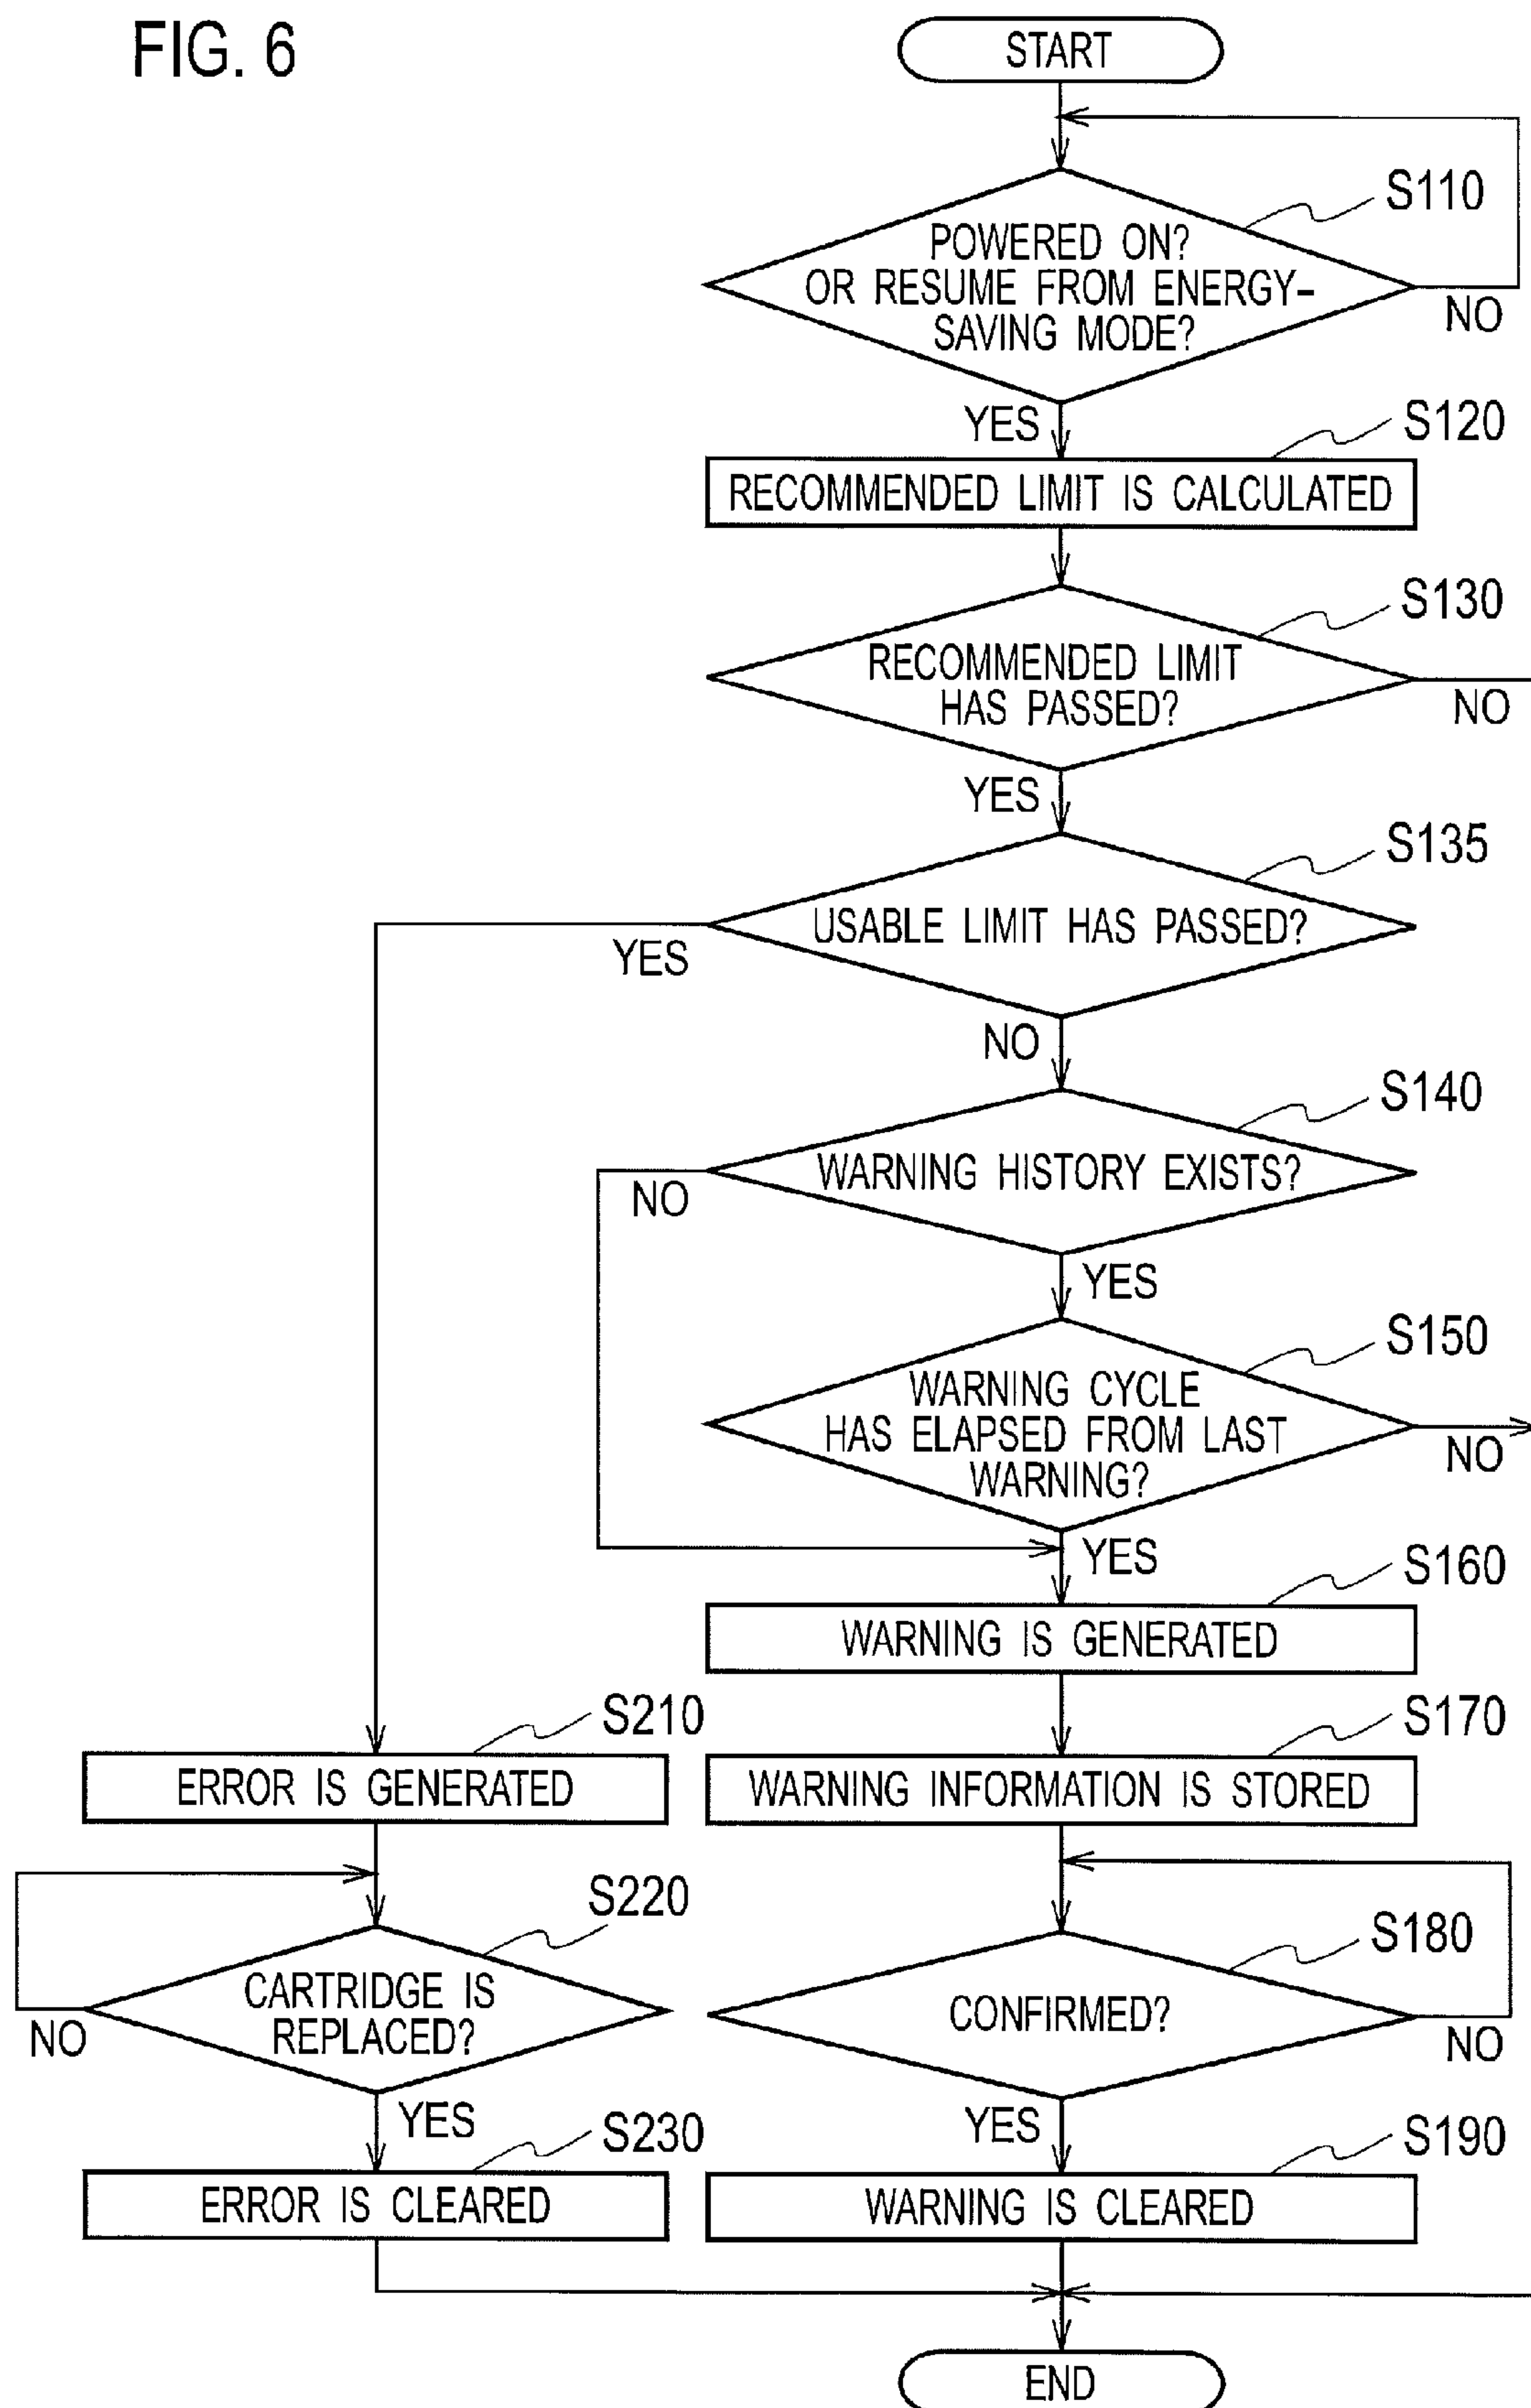 FIG. 6
START
S110
POWERED ON?
OR RESUME FROM ENERGY-
SAVING MODE?
NO
YES
S120
RECOMMENDED LIMIT IS CALCULATED
S130
RECOMMENDED LIMIT
HAS PASSED?
NO
YES
S135
USABLE LIMIT HAS PASSED?
YES
NO
S140
WARNING HISTORY EXISTS?
NO
YES
S150
WARNING CYCLE
HAS ELAPSED FROM LAST
WARNING?
NO
YES
S160
WARNING IS GENERATED
S210
ERROR IS GENERATED
S170
WARNING INFORMATION IS STORED
S220
CARTRIDGE IS
REPLACED?
NO
YES
S180
CONFIRMED?
NO
YES
S230
ERROR IS CLEARED
S190
WARNING IS CLEARED
END